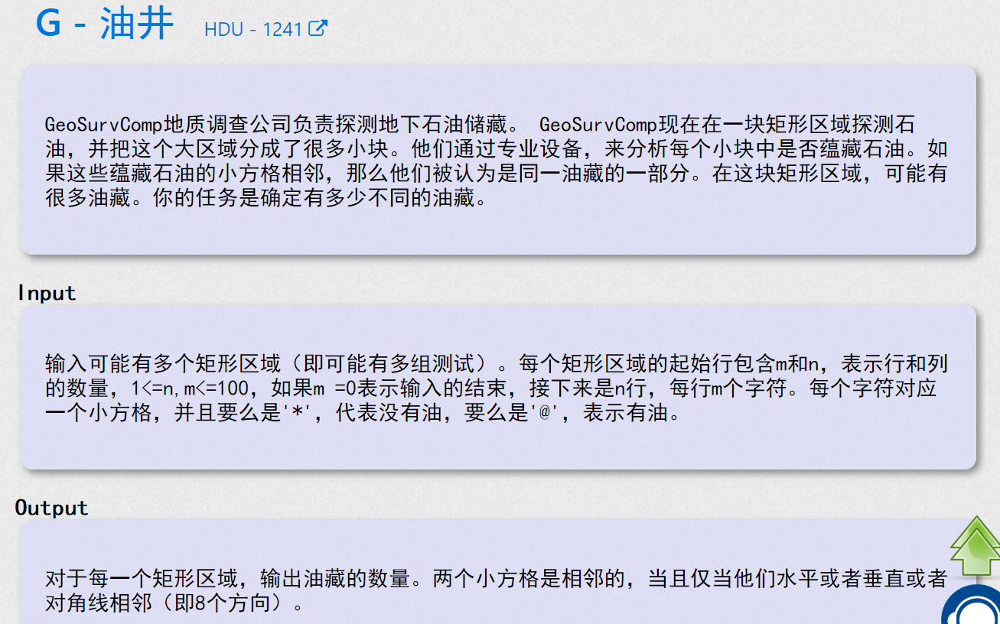 G - 油井 HDU - 1241
GeoSurvComp地质调查公司负责探测地下石油储藏。 GeoSurvComp现在在一块矩形区域探测石
油，并把这个大区域分成了很多小块。他们通过专业设备，来分析每个小块中是否蕴藏石油。如
果这些蕴藏石油的小方格相邻，那么他们被认为是同一油藏的一部分。在这块矩形区域，可能有
很多油藏。你的任务是确定有多少不同的油藏。
Input
输入可能有多个矩形区域（即可能有多组测试）。每个矩形区域的起始行包含m和n，表示行和列
的数量，1<=n,m<=100，如果m =0表示输入的结束，接下来是n行，每行m个字符。每个字符对应
一个小方格，并且要么是'*'，代表没有油，要么是'@'，表示有油。
Output
对于每一个矩形区域，输出油藏的数量。两个小方格是相邻的，当且仅当他们水平或者垂直或者
对角线相邻（即8个方向）。